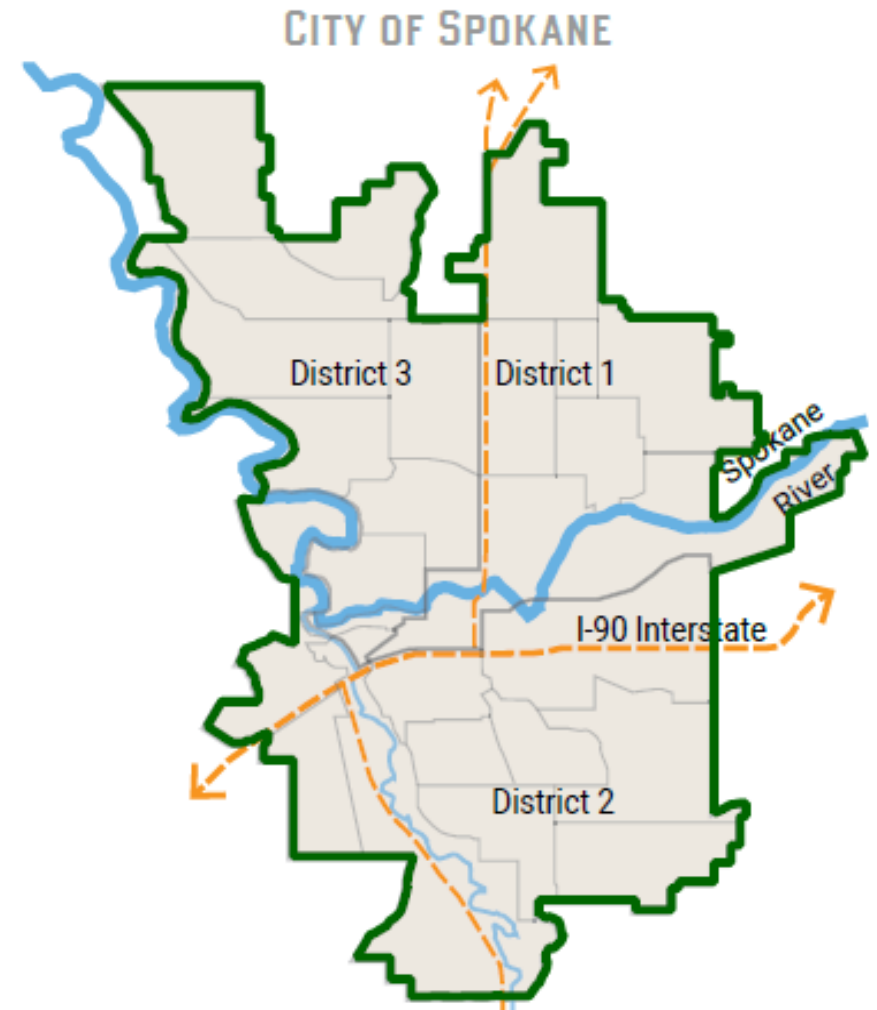 CITY OF SPOKANE
District 3
District 1
Spokane
River
I-90 Interstate
District 2